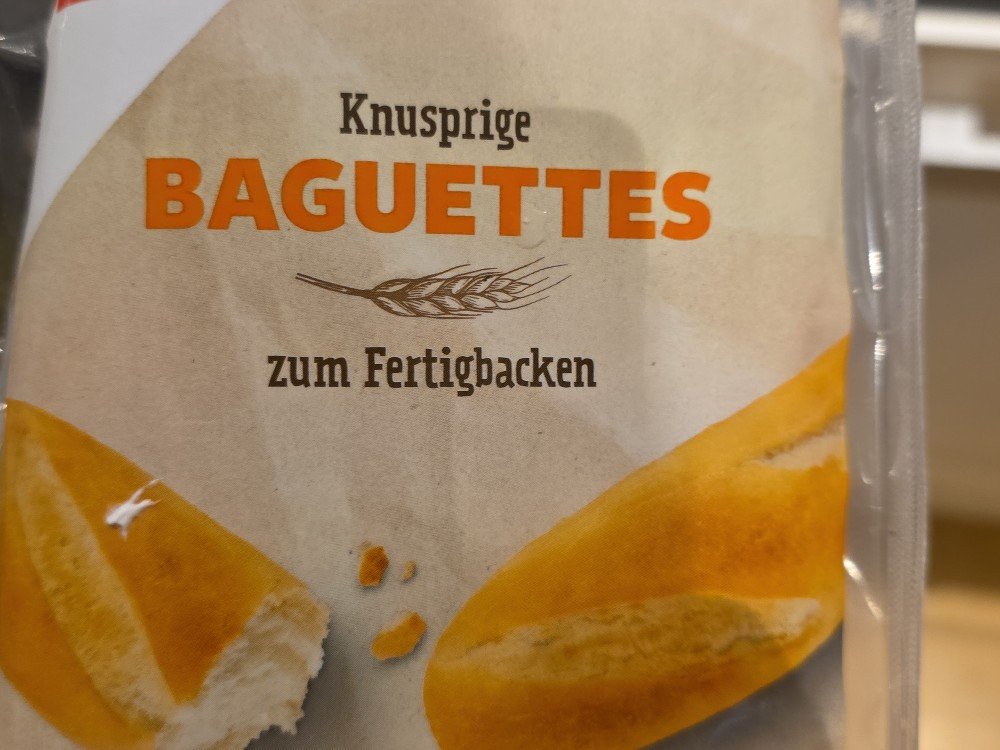 Knusprige
BAGUETTES
zum Fertigbacken